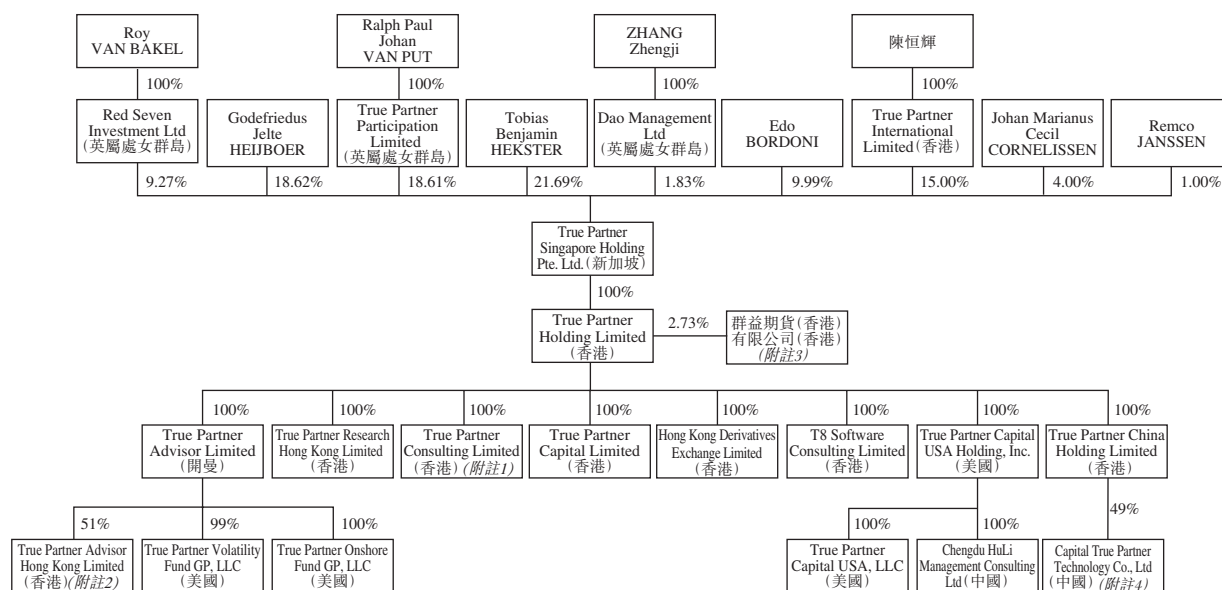 Roy
VAN BAKEL
Ralph Paul
Johan
VAN PUT
ZHANG
Zhengji
陳恒輝
100%
100%
100%
100%
Red Seven
Investment Ltd
(英屬處女群島)
Godefriedus
Jelte
HEIJBOER
True Partner
Participation
Limited
(英屬處女群島)
Tobias
Benjamin
HEKSTER
Dao Management
Ltd
(英屬處女群島)
Edo
BORDONI
True Partner
International
Limited(香港)
Johan Marianus
Cecil
CORNELISSEN
Remco
JANSSEN
9.27%
18.62%
18.61%
21.69%
1.83%
9.99%
15.00%
4.00%
1.00%
True Partner
Singapore Holding
Pte. Ltd.(新加坡)
100%
True Partner
Holding Limited
(香港)
2.73%
群益期貨(香港)
有限公司(香港)
(附註3)
100%
100%
100%
100%
100%
100%
100%
100%
True Partner
Advisor Limited
(開曼)
True Partner Research
Hong Kong Limited
(香港)
True Partner
Consulting Limited
(香港)(附註1)
True Partner
Capital Limited
(香港)
Hong Kong Derivatives
Exchange Limited
(香港)
T8 Software
Consulting Limited
(香港)
True Partner Capital
USA Holding, Inc.
(美國)
True Partner China
Holding Limited
(香港)
51%
99%
100%
100%
100%
49%
True Partner Advisor
Hong Kong Limited
(香港)(附註2)
True Partner Volatility
Fund GP, LLC
(美國)
True Partner Onshore
Fund GP, LLC
(美國)
True Partner
Capital USA, LLC
(美國)
Chengdu HuLi
Management Consulting
Ltd(中國)
Capital True Partner
Technology Co., Ltd
(中國)(附註4)